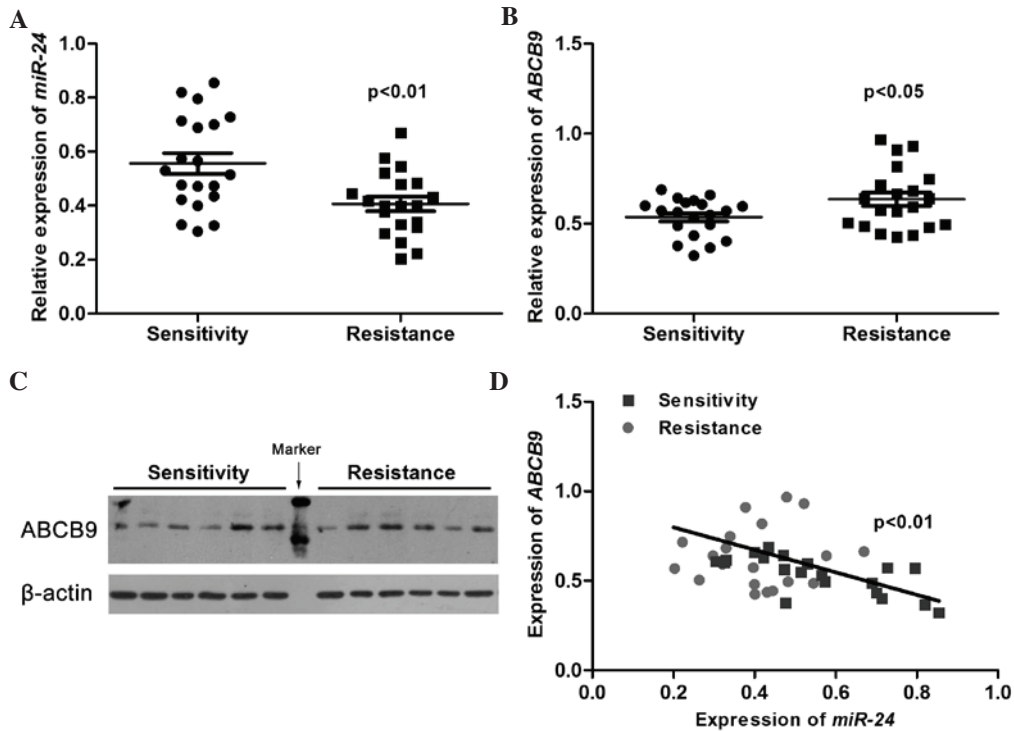 A
Relative expression of miR-24
1.0
0.8
0.6
0.4
0.2
0.0
p<0.01
Sensitivity
Resistance
B
Relative expression of ABCB9
1.5
1.0
0.5
0.0
p<0.05
Sensitivity
Resistance
C
Marker
Sensitivity
Resistance
ABCB9
β-actin
D
Expression of ABCB9
1.5
1.0
0.5
0.0
Sensitivity
Resistance
p<0.01
0.0 0.2 0.4 0.6 0.8 1.0
Expression of miR-24